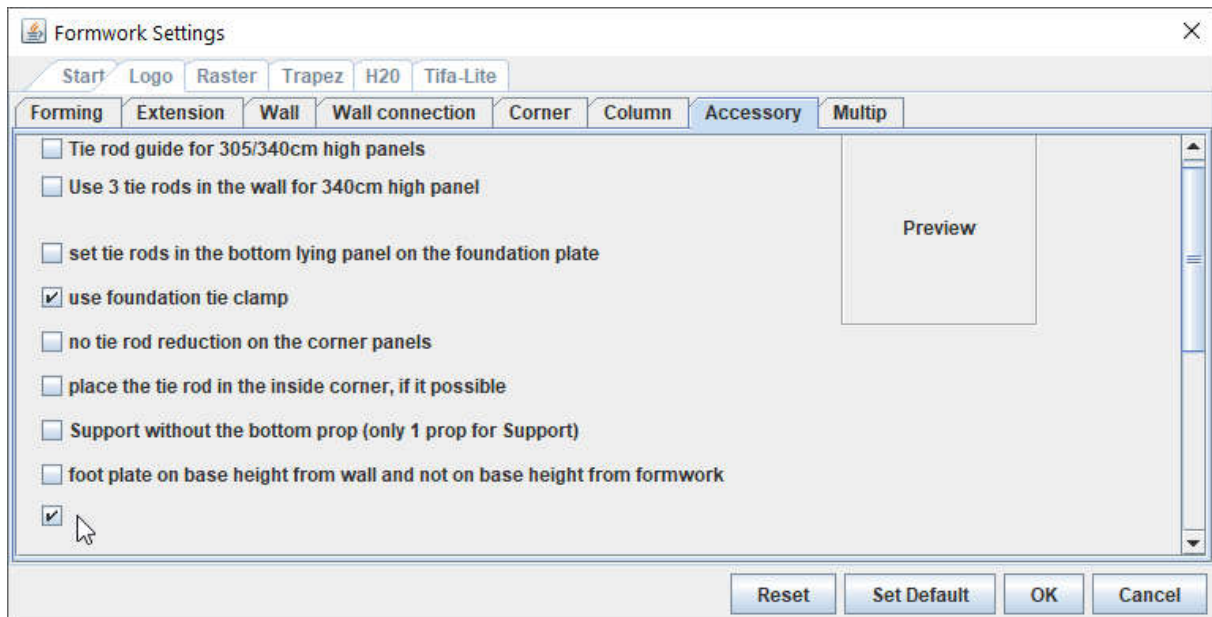 Formwork Settings
Start Logo Raster Trapez H20 Tifa-Lite
Forming Extension Wall Wall connection Corner Column Accessory Multip
Tie rod guide for 305/340cm high panels
Use 3 tie rods in the wall for 340cm high panel
Preview
set tie rods in the bottom lying panel on the foundation plate
use foundation tie clamp
no tie rod reduction on the corner panels
place the tie rod in the inside corner, if it possible
Support without the bottom prop (only 1 prop for Support)
foot plate on base height from wall and not on base height from formwork
Reset Set Default OK Cancel